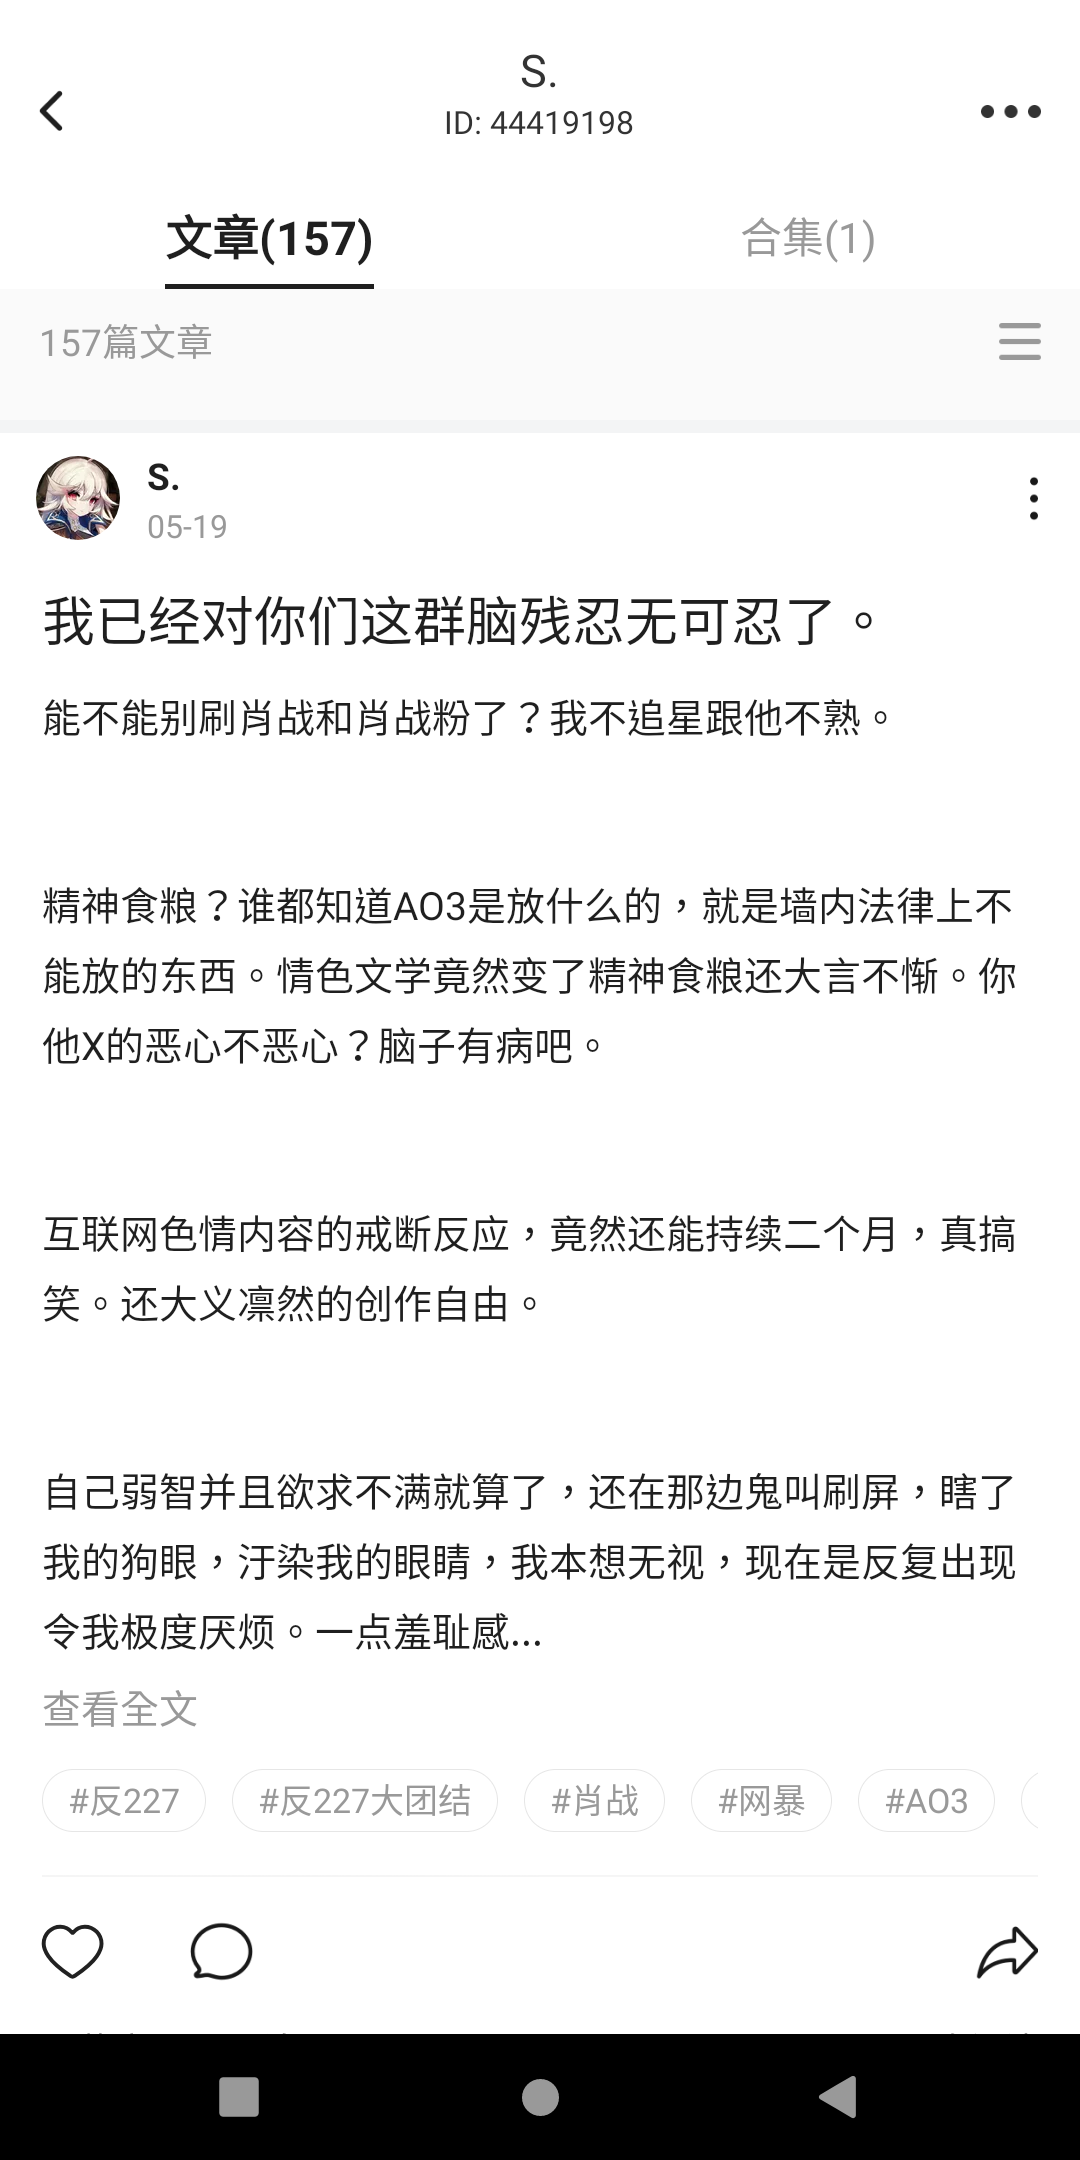 S.
ID: 44419198
文章(157)
合集(1)
157篇文章
S.
05-19
我已经对你们这群脑残忍无可忍了。
能不能别刷肖战和肖战粉了？我不追星跟他不熟。
精神食粮？谁都知道AO3是放什么的，就是墙内法律上不
能放的东西。情色文学竟然变了精神食粮还大言不惭。你
他X的恶心不恶心？脑子有病吧。
互联网色情内容的戒断反应，竟然还能持续二个月，真搞
笑。还大义凛然的创作自由。
自己弱智并且欲求不满就算了，还在那边鬼叫刷屏，瞎了
我的狗眼，汙染我的眼睛，我本想无视，现在是反复出现
令我极度厌烦。一点羞耻感...
查看全文
#反227
#反227大团结
#肖战
#网暴
#AO3